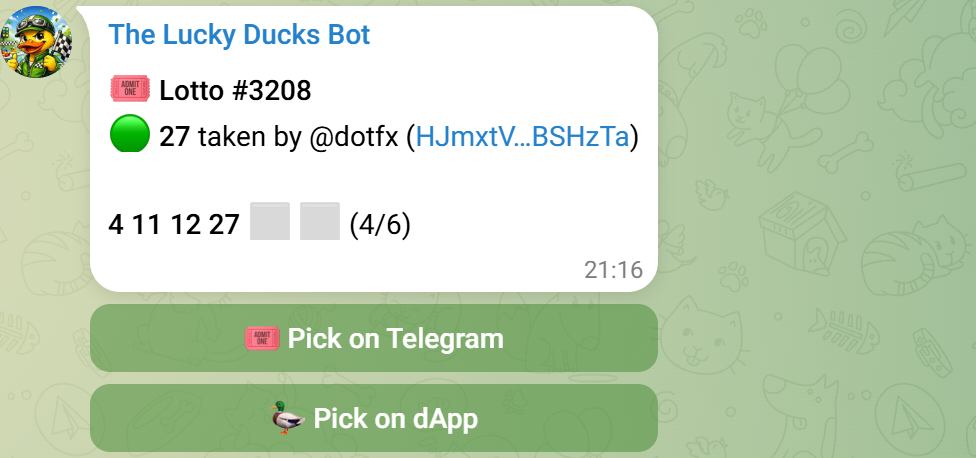 The Lucky Ducks Bot
🎟️ Lotto #3208
🟢 27 taken by @dotfx (HJmxtV...BSHzTa)
4 11 12 27 ⬜ ⬜ (4/6)
21:16
🎟️ Pick on Telegram
🦆 Pick on dApp